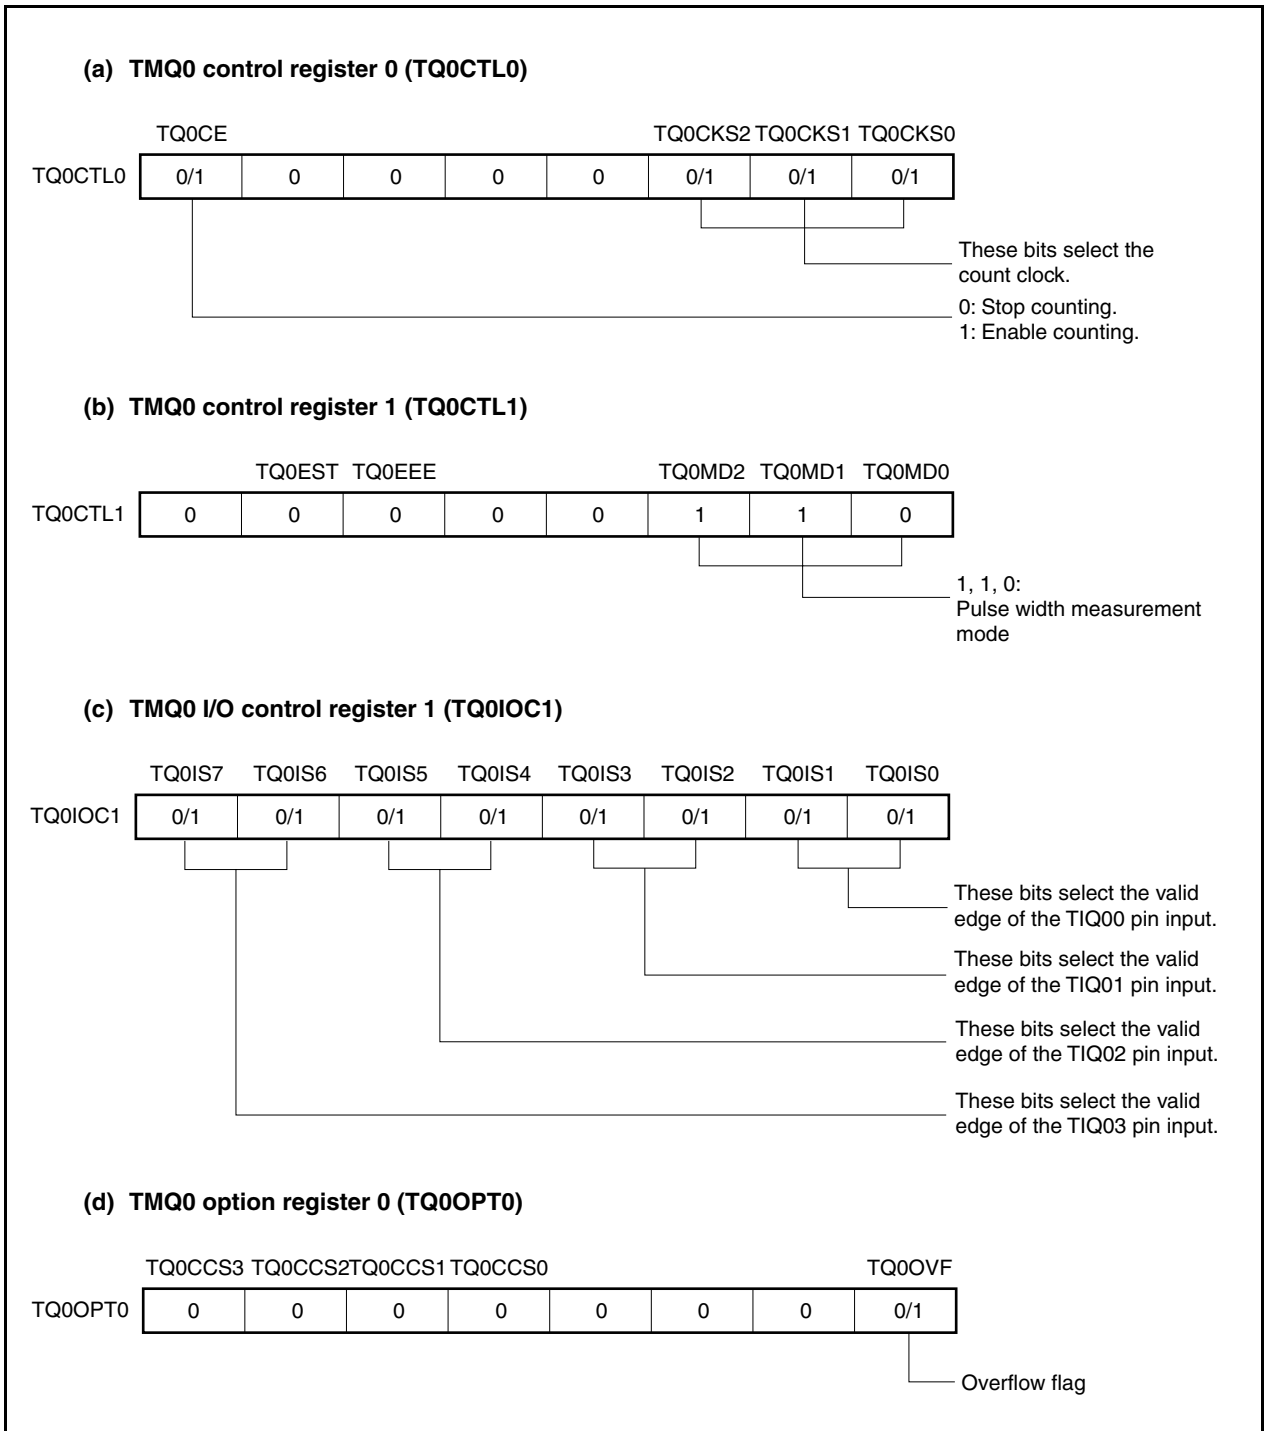 (a) TMQ0 control register 0 (TQ0CTL0)
TQ0CE TQ0CKS2 TQ0CKS1 TQ0CKS0
TQ0CTL0 0/1 0 0 0 0 0/1 0/1 0/1
These bits select the
count clock.
0: Stop counting.
1: Enable counting.
(b) TMQ0 control register 1 (TQ0CTL1)
TQ0EST TQ0EEE TQ0MD2 TQ0MD1 TQ0MD0
TQ0CTL1 0 0 0 0 0 1 1 0
1, 1, 0:
Pulse width measurement
mode
(c) TMQ0 I/O control register 1 (TQ0IOC1)
TQ0IS7 TQ0IS6 TQ0IS5 TQ0IS4 TQ0IS3 TQ0IS2 TQ0IS1 TQ0IS0
TQ0IOC1 0/1 0/1 0/1 0/1 0/1 0/1 0/1 0/1
These bits select the valid
edge of the TIQ00 pin input.
These bits select the valid
edge of the TIQ01 pin input.
These bits select the valid
edge of the TIQ02 pin input.
These bits select the valid
edge of the TIQ03 pin input.
(d) TMQ0 option register 0 (TQ0OPT0)
TQ0CCS3 TQ0CCS2 TQ0CCS1 TQ0CCS0 TQ0OVF
TQ0OPT0 0 0 0 0 0 0 0 0/1
Overflow flag